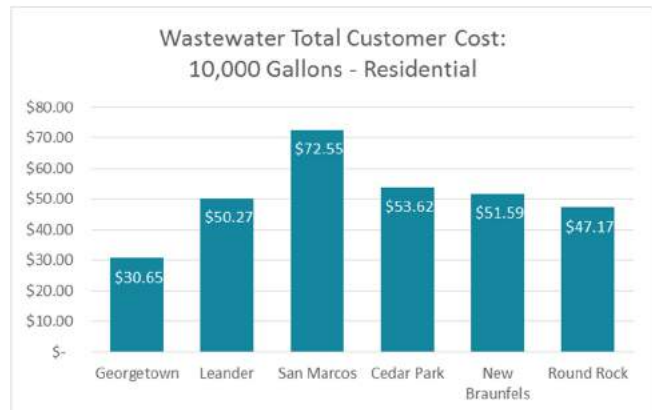 Wastewater Total Customer Cost:
10,000 Gallons - Residential
$80.00
$70.00
$60.00
$50.00
$40.00
$30.00
$20.00
$10.00
$-
$30.65
$50.27
$72.55
$53.62
$51.59
$47.17
Georgetown
Leander
San Marcos
Cedar Park
New
Braunfels
Round Rock